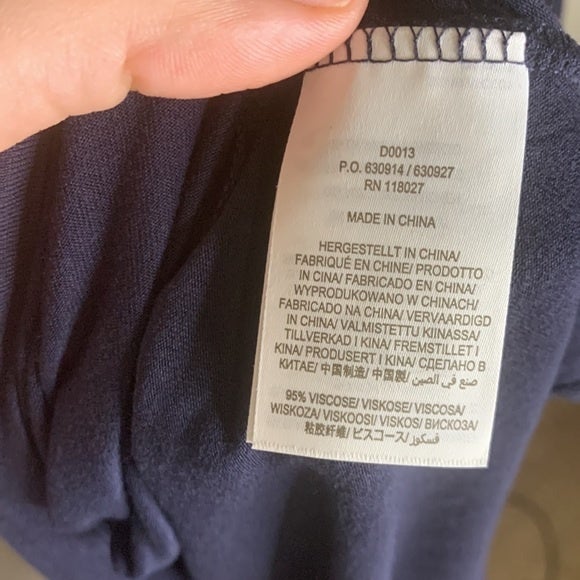 D0013
P.O. 630914 / 630927
RN 118027
MADE IN CHINA
HERGESTELLT IN CHINA/
FABRIQUÉ EN CHINE/ PRODOTTO
IN CINA/ FABRICADO EN CHINA/
WYPRODUKOWANO W CHINACH/
FABRICADO NA CHINA/ VERVAARDIGD
IN CHINA/ VALMISTETTU KIINASSA/
TILLVERKAD I KINA/ FREMSTILLET I
KINA/ PRODUSERT I KINA/ СДЕЛАНО В
КИТАЕ/ 中国制造/ 中国製/ صنع في الصين/
95% VISCOSE/ VISKOSE/ VISCOSA/
WISKOZA/ VISKOOSI/ VISKOS/ ВИСКОЗА/
粘胶纤维/ ビスコース/ فسكوز/